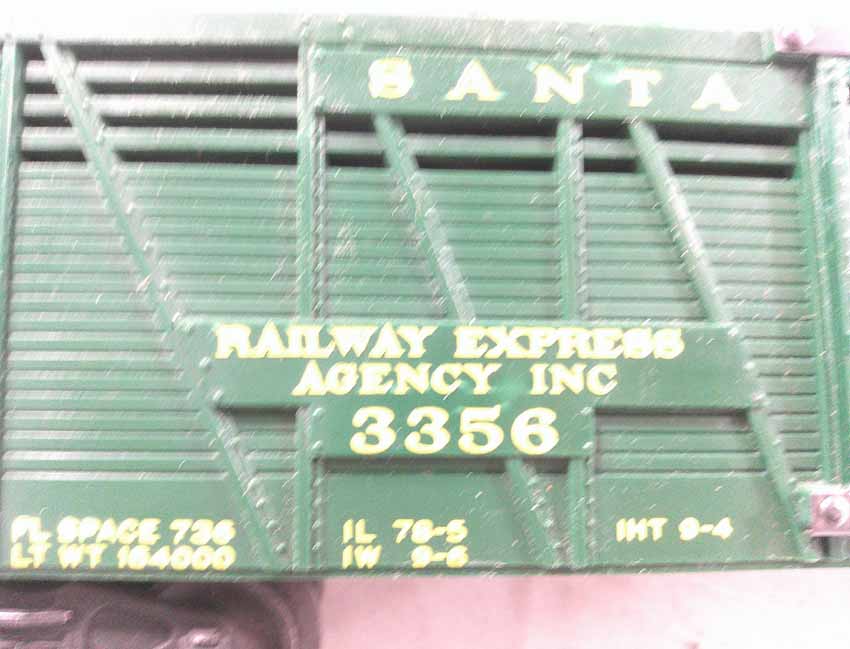 SANTA
RAILWAY EXPRESS
AGENCY INC
3356
FL SPACE 736
LT WT 164000
IL 78-5
IW 9-6
IHT 9-4